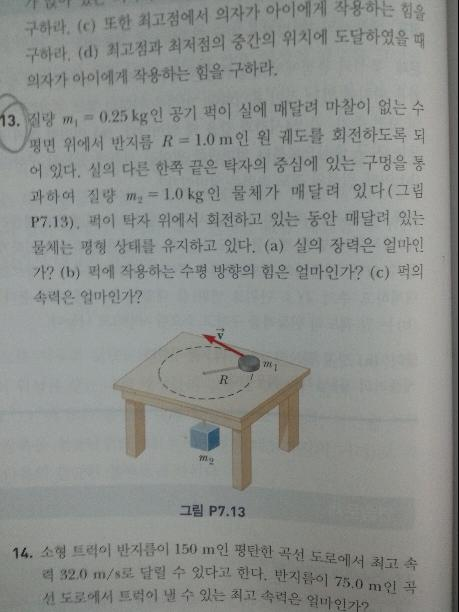 구하라. (c) 또한 최고점에서 의자가 아이에게 작용하는 힘을
구하라. (d) 최고점과 최저점의 중간의 위치에 도달하였을 때
의자가 아이에게 작용하는 힘을 구하라.
13. 질량 m₁ = 0.25 kg인 공기 퍽이 실에 매달려 마찰이 없는 수
평면 위에서 반지름 R = 1.0 m인 원 궤도를 회전하도록 되
어 있다. 실의 다른 한쪽 끝은 탁자의 중심에 있는 구멍을 통
과하여 질량 m₂ = 1.0 kg인 물체가 매달려 있다(그림
P7.13). 퍽이 탁자 위에서 회전하고 있는 동안 매달려 있는
물체는 평형 상태를 유지하고 있다. (a) 실의 장력은 얼마인
가? (b) 퍽에 작용하는 수평 방향의 힘은 얼마인가? (c) 퍽의
속력은 얼마인가?
v⃗
m₁
R
m₂
그림 P7.13
14. 소형 트럭이 반지름이 150 m인 평탄한 곡선 도로에서 최고 속
력 32.0 m/s로 달릴 수 있다고 한다. 반지름이 75.0 m인 곡
선 도로에서 트럭이 낼 수 있는 최고 속력은 얼마인가?